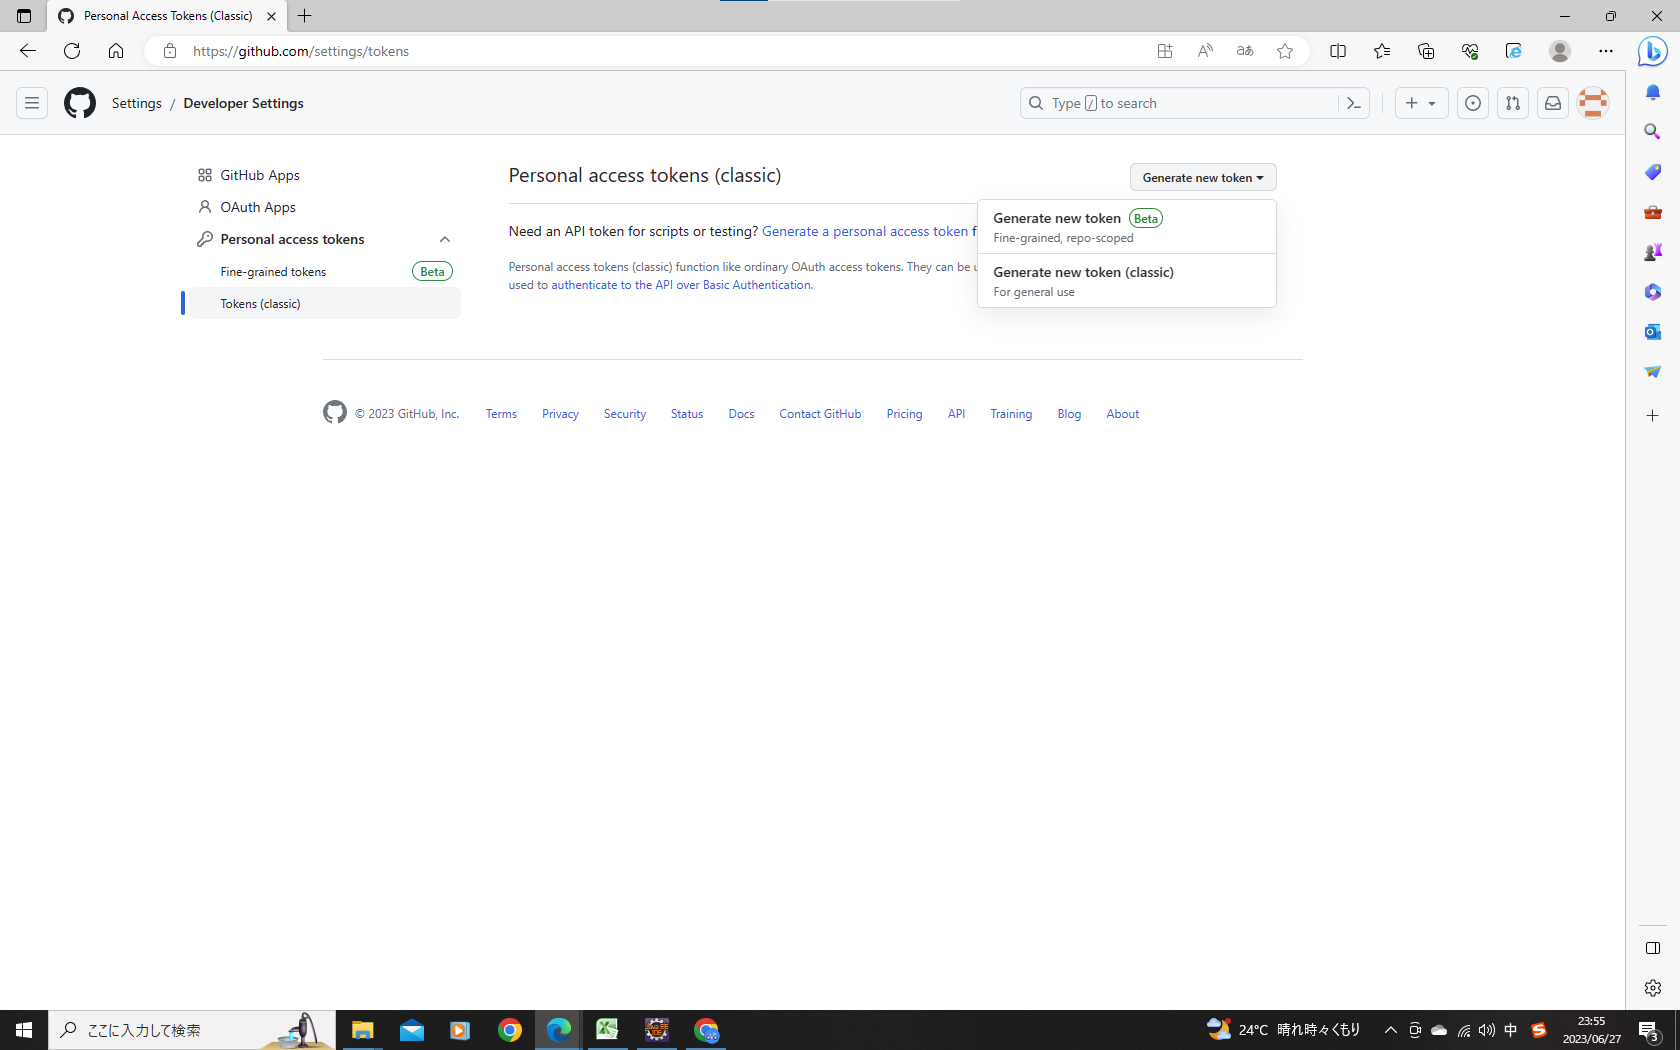 Personal Access Tokens (Classic)
https://github.com/settings/tokens
Settings / Developer Settings
Type / to search
GitHub Apps
OAuth Apps
Personal access tokens
Fine-grained tokens Beta
Tokens (classic)
Personal access tokens (classic)
Generate new token
Generate new token Beta
Fine-grained, repo-scoped
Generate new token (classic)
For general use
Need an API token for scripts or testing? Generate a personal access token f
Personal access tokens (classic) function like ordinary OAuth access tokens. They can be u
used to authenticate to the API over Basic Authentication.
© 2023 GitHub, Inc. Terms Privacy Security Status Docs Contact GitHub Pricing API Training Blog About
ここに入力して検索
24°C 晴れ時々くもり
中
23:55
2023/06/27
3